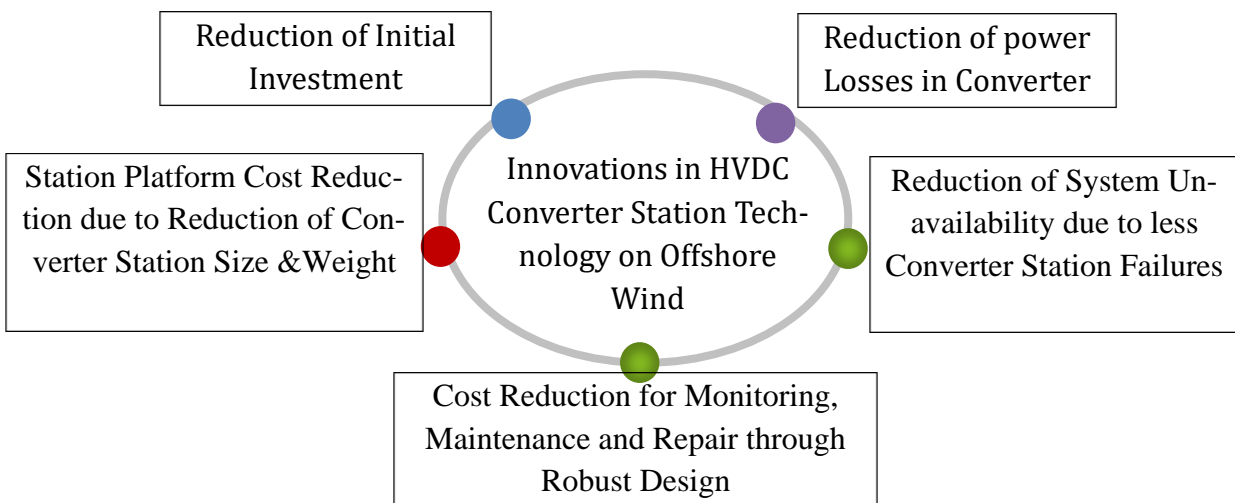 Reduction of Initial
Investment
Reduction of power
Losses in Converter
Innovations in HVDC
Converter Station Tech-
nology on Offshore
Wind
Station Platform Cost Reduc-
tion due to Reduction of Con-
verter Station Size &Weight
Reduction of System Un-
availability due to less
Converter Station Failures
Cost Reduction for Monitoring,
Maintenance and Repair through
Robust Design